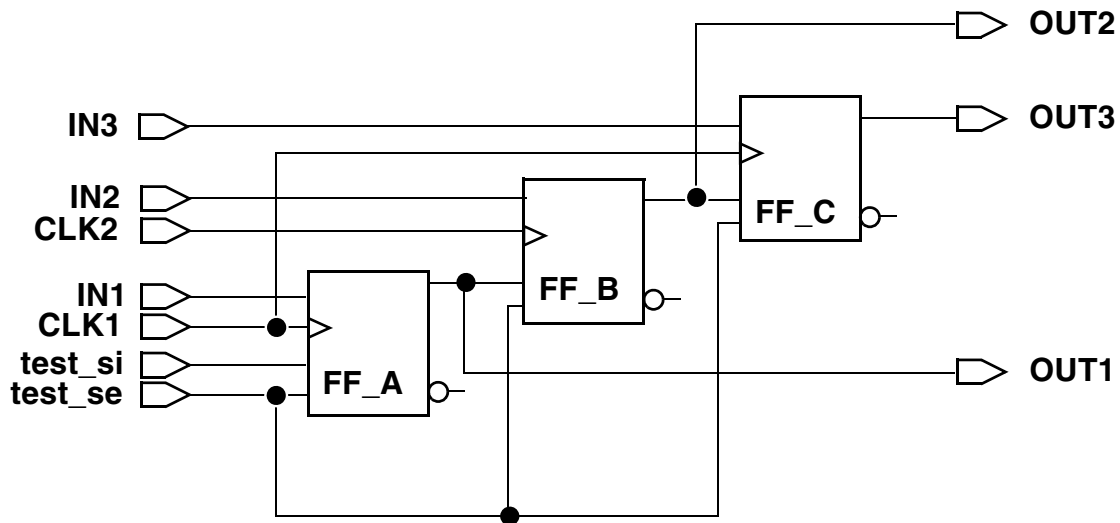 OUT2
IN3
OUT3
IN2
CLK2
FF_C
IN1
FF_B
CLK1
test_si
OUT1
test_se
FF_A